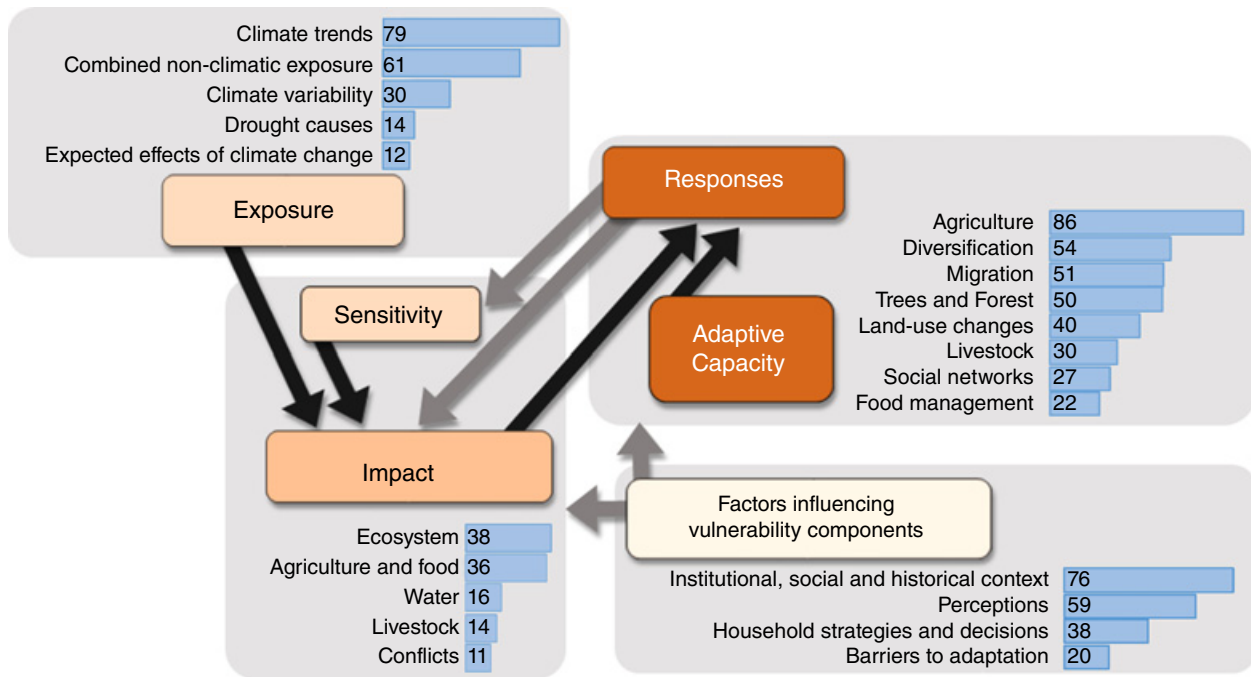 Climate trends 79
Combined non-climatic exposure 61
Climate variability 30
Drought causes 14
Expected effects of climate change 12
Exposure
Responses
Sensitivity
Adaptive
Capacity
Agriculture 86
Diversification 54
Migration 51
Trees and Forest 50
Land-use changes 40
Livestock 30
Social networks 27
Food management 22
Impact
Ecosystem 38
Agriculture and food 36
Water 16
Livestock 14
Conflicts 11
Factors influencing
vulnerability components
Institutional, social and historical context 76
Perceptions 59
Household strategies and decisions 38
Barriers to adaptation 20